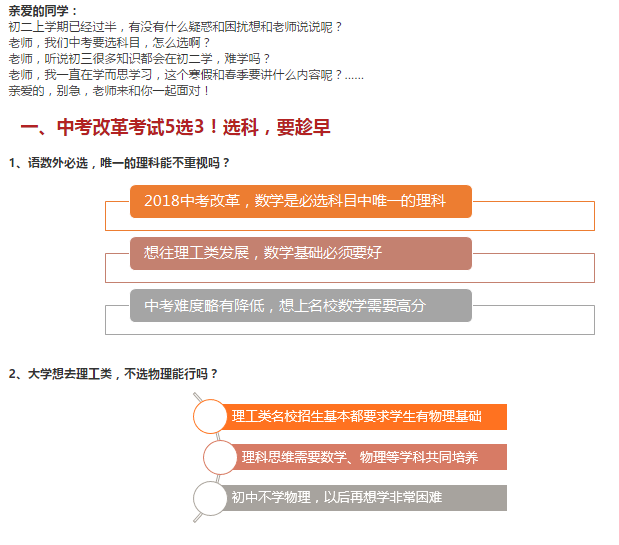 亲爱的同学：
初二上学期已经过半，有没有什么疑惑和困扰想和老师说说呢？
老师，我们中考要选科目，怎么选啊？
老师，听说初三很多知识都会在初二学，难学吗？
老师，我一直在学而思学习，这个寒假和春季要讲什么内容呢？……
亲爱的，别急，老师来和你一起面对！
一、中考改革考试5选3！选科，要趁早
1、语数外必选，唯一的理科能不重视吗？
2018中考改革，数学是必选科目中唯一的理科
想往理工类发展，数学基础必须要好
中考难度略有降低，想上名校数学需要高分
2、大学想去理工类，不选物理能行吗？
理工类名校招生基本都要求学生有物理基础
理科思维需要数学、物理等学科共同培养
初中不学物理，以后再想学非常困难